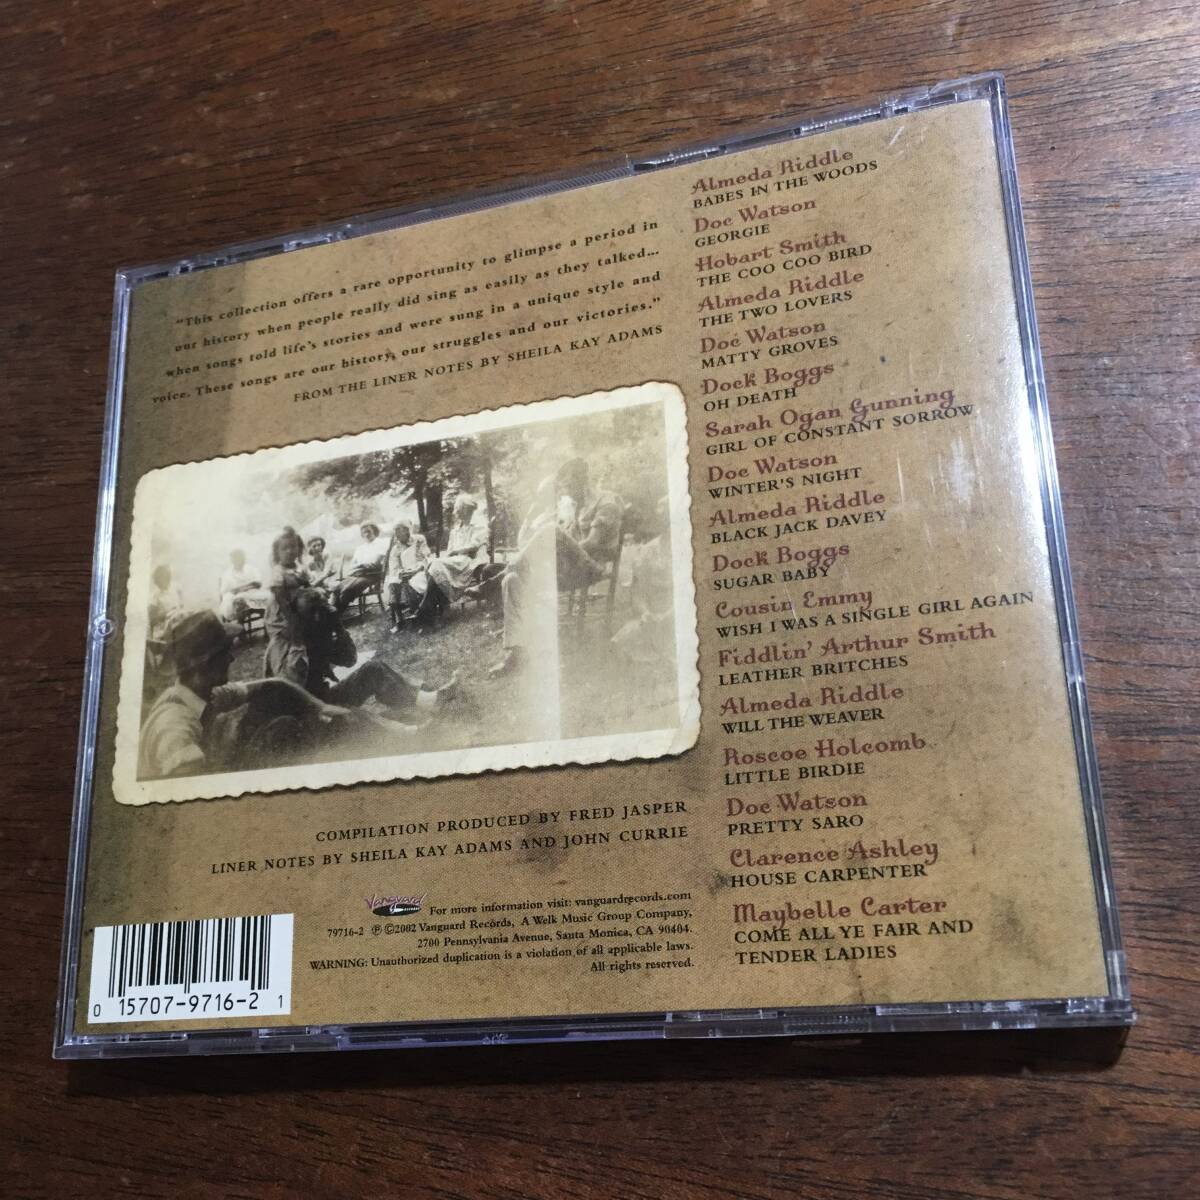 "This collection offers a rare opportunity to glimpse a period in
our history when people really did sing as easily as they talked...
when songs told life's stories and were sung in a unique style and
voice. These songs are our history, our struggles and our victories."
FROM THE LINER NOTES BY SHEILA KAY ADAMS
COMPILATION PRODUCED BY FRED JASPER
LINER NOTES BY SHEILA KAY ADAMS AND JOHN CURRIE
Vanguard
For more information visit: vanguardrecords.com
79716-2 ℗©2002 Vanguard Records, A Welk Music Group Company,
2700 Pennsylvania Avenue, Santa Monica, CA 90404.
WARNING: Unauthorized duplication is a violation of all applicable laws.
All rights reserved.
0 15707-9716-2 1
Almeda Riddle
BABES IN THE WOODS
Doc Watson
GEORGIE
Hobart Smith
THE COO COO BIRD
Almeda Riddle
THE TWO LOVERS
Doc Watson
MATTY GROVES
Dock Boggs
OH DEATH
Sarah Ogan Gunning
GIRL OF CONSTANT SORROW
Doc Watson
WINTER'S NIGHT
Almeda Riddle
BLACK JACK DAVEY
Dock Boggs
SUGAR BABY
Cousin Emmy
WISH I WAS A SINGLE GIRL AGAIN
Fiddlin' Arthur Smith
LEATHER BRITCHES
Almeda Riddle
WILL THE WEAVER
Roscoe Holcomb
LITTLE BIRDIE
Doc Watson
PRETTY SARO
Clarence Ashley
HOUSE CARPENTER
Maybelle Carter
COME ALL YE FAIR AND
TENDER LADIES